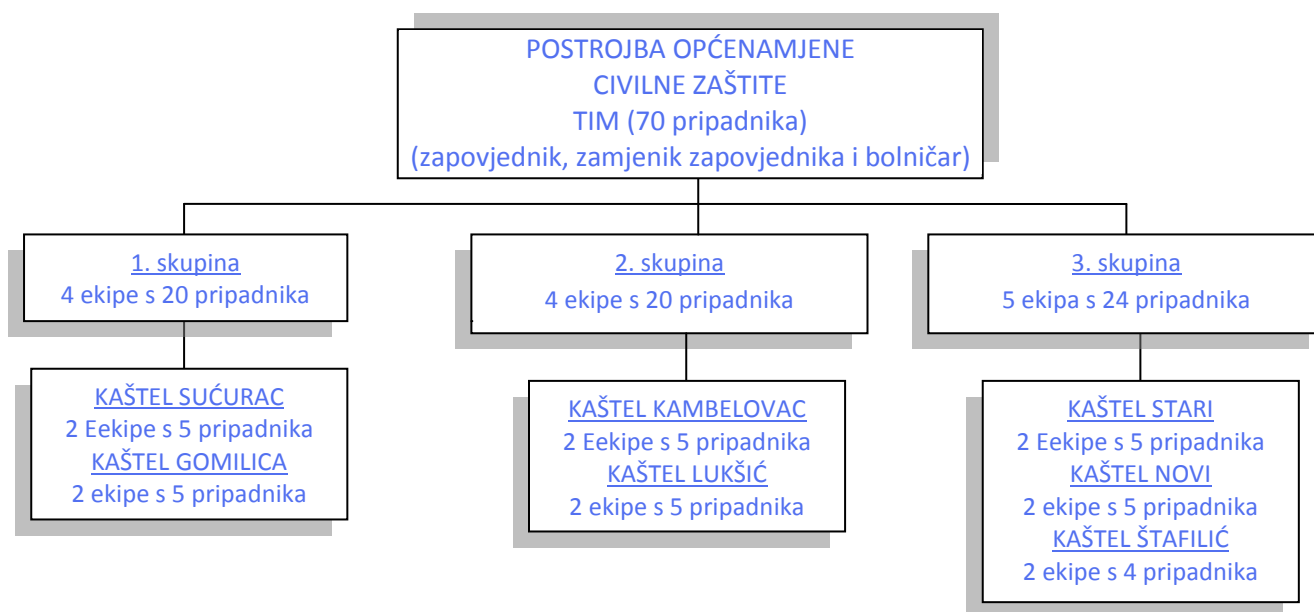 POSTROJBA OPĆENAMJENE
CIVILNE ZAŠTITE
TIM (70 pripadnika)
(zapovjednik, zamjenik zapovjednika i bolničar)
1. skupina
4 ekipe s 20 pripadnika
2. skupina
4 ekipe s 20 pripadnika
3. skupina
5 ekipa s 24 pripadnika
KAŠTEL SUĆURAC
2 Eekipe s 5 pripadnika
KAŠTEL GOMILICA
2 ekipe s 5 pripadnika
KAŠTEL KAMBELOVAC
2 Eekipe s 5 pripadnika
KAŠTEL LUKŠIĆ
2 ekipe s 5 pripadnika
KAŠTEL STARI
2 Eekipe s 5 pripadnika
KAŠTEL NOVI
2 ekipe s 5 pripadnika
KAŠTEL ŠTAFILIĆ
2 ekipe s 4 pripadnika